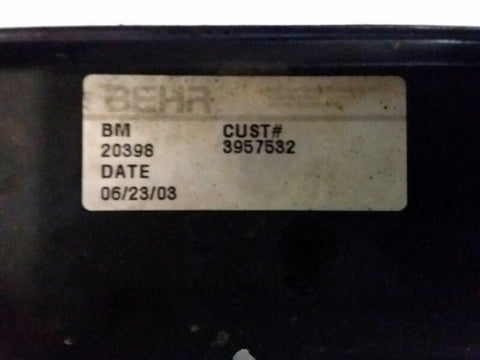 BEHR
BM CUST#
20398 3957532
DATE
06/23/03